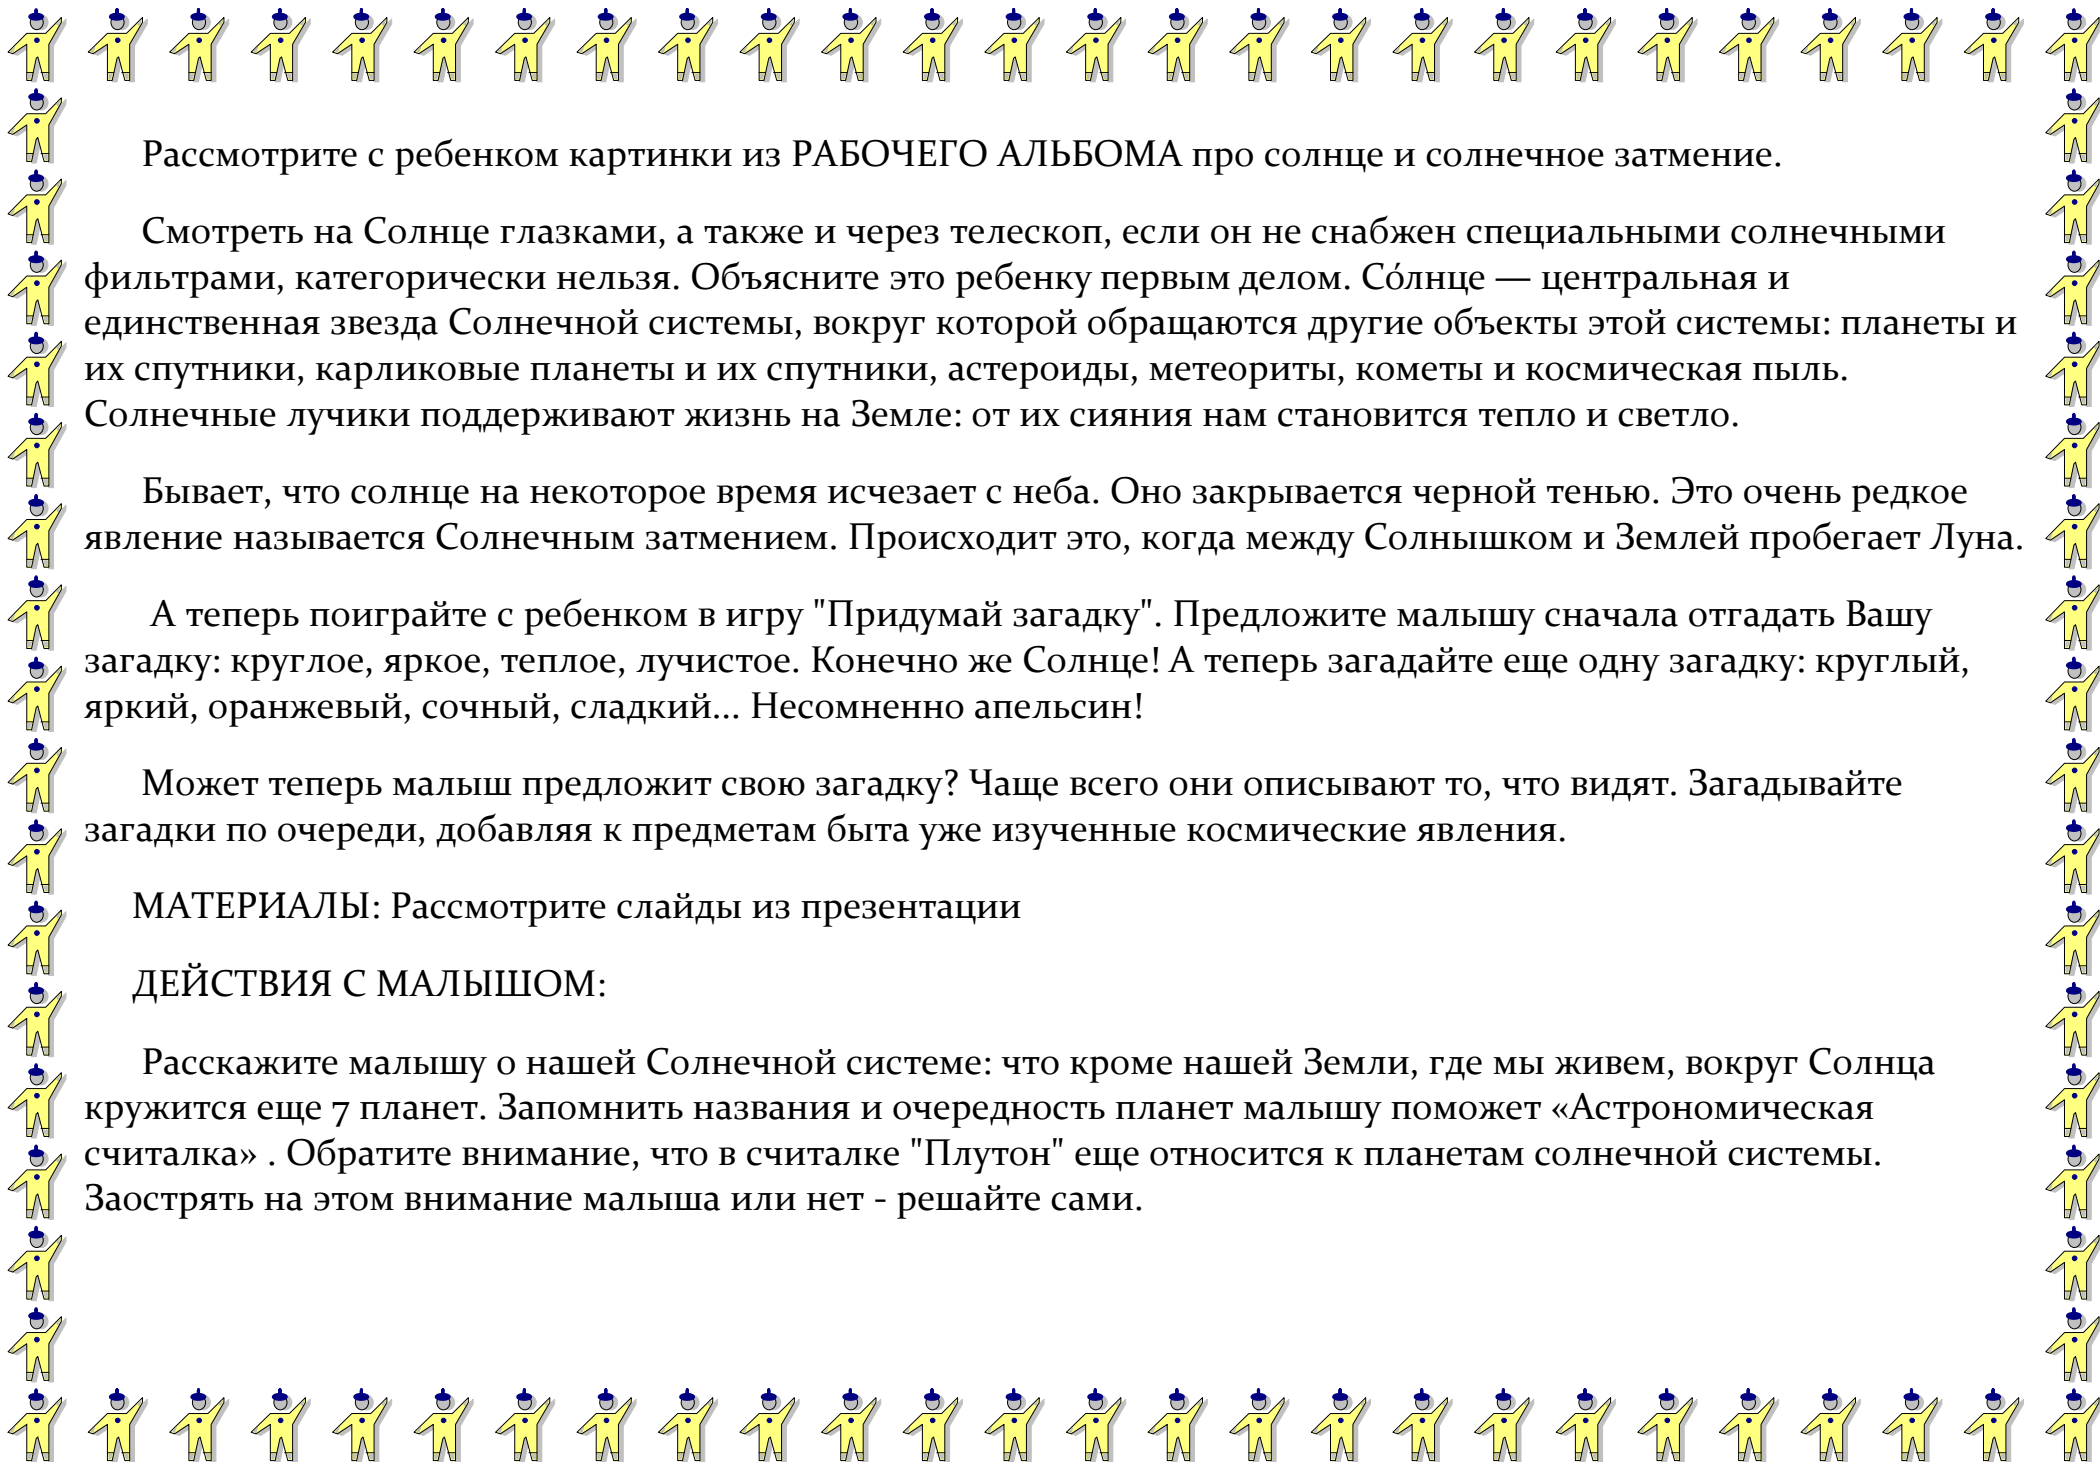 Рассмотрите с ребенком картинки из РАБОЧЕГО АЛЬБОМА про солнце и солнечное затмение.
Смотреть на Солнце глазками, а также и через телескоп, если он не снабжен специальными солнечными
фильтрами, категорически нельзя. Объясните это ребенку первым делом. Со́лнце — центральная и
единственная звезда Солнечной системы, вокруг которой обращаются другие объекты этой системы: планеты и
их спутники, карликовые планеты и их спутники, астероиды, метеориты, кометы и космическая пыль.
Солнечные лучики поддерживают жизнь на Земле: от их сияния нам становится тепло и светло.
Бывает, что солнце на некоторое время исчезает с неба. Оно закрывается черной тенью. Это очень редкое
явление называется Солнечным затмением. Происходит это, когда между Солнышком и Землей пробегает Луна.
А теперь поиграйте с ребенком в игру "Придумай загадку". Предложите малышу сначала отгадать Вашу
загадку: круглое, яркое, теплое, лучистое. Конечно же Солнце! А теперь загадайте еще одну загадку: круглый,
яркий, оранжевый, сочный, сладкий... Несомненно апельсин!
Может теперь малыш предложит свою загадку? Чаще всего они описывают то, что видят. Загадывайте
загадки по очереди, добавляя к предметам быта уже изученные космические явления.
МАТЕРИАЛЫ: Рассмотрите слайды из презентации
ДЕЙСТВИЯ С МАЛЫШОМ:
Расскажите малышу о нашей Солнечной системе: что кроме нашей Земли, где мы живем, вокруг Солнца
кружится еще 7 планет. Запомнить названия и очередность планет малышу поможет «Астрономическая
считалка» . Обратите внимание, что в считалке "Плутон" еще относится к планетам солнечной системы.
Заострять на этом внимание малыша или нет - решайте сами.